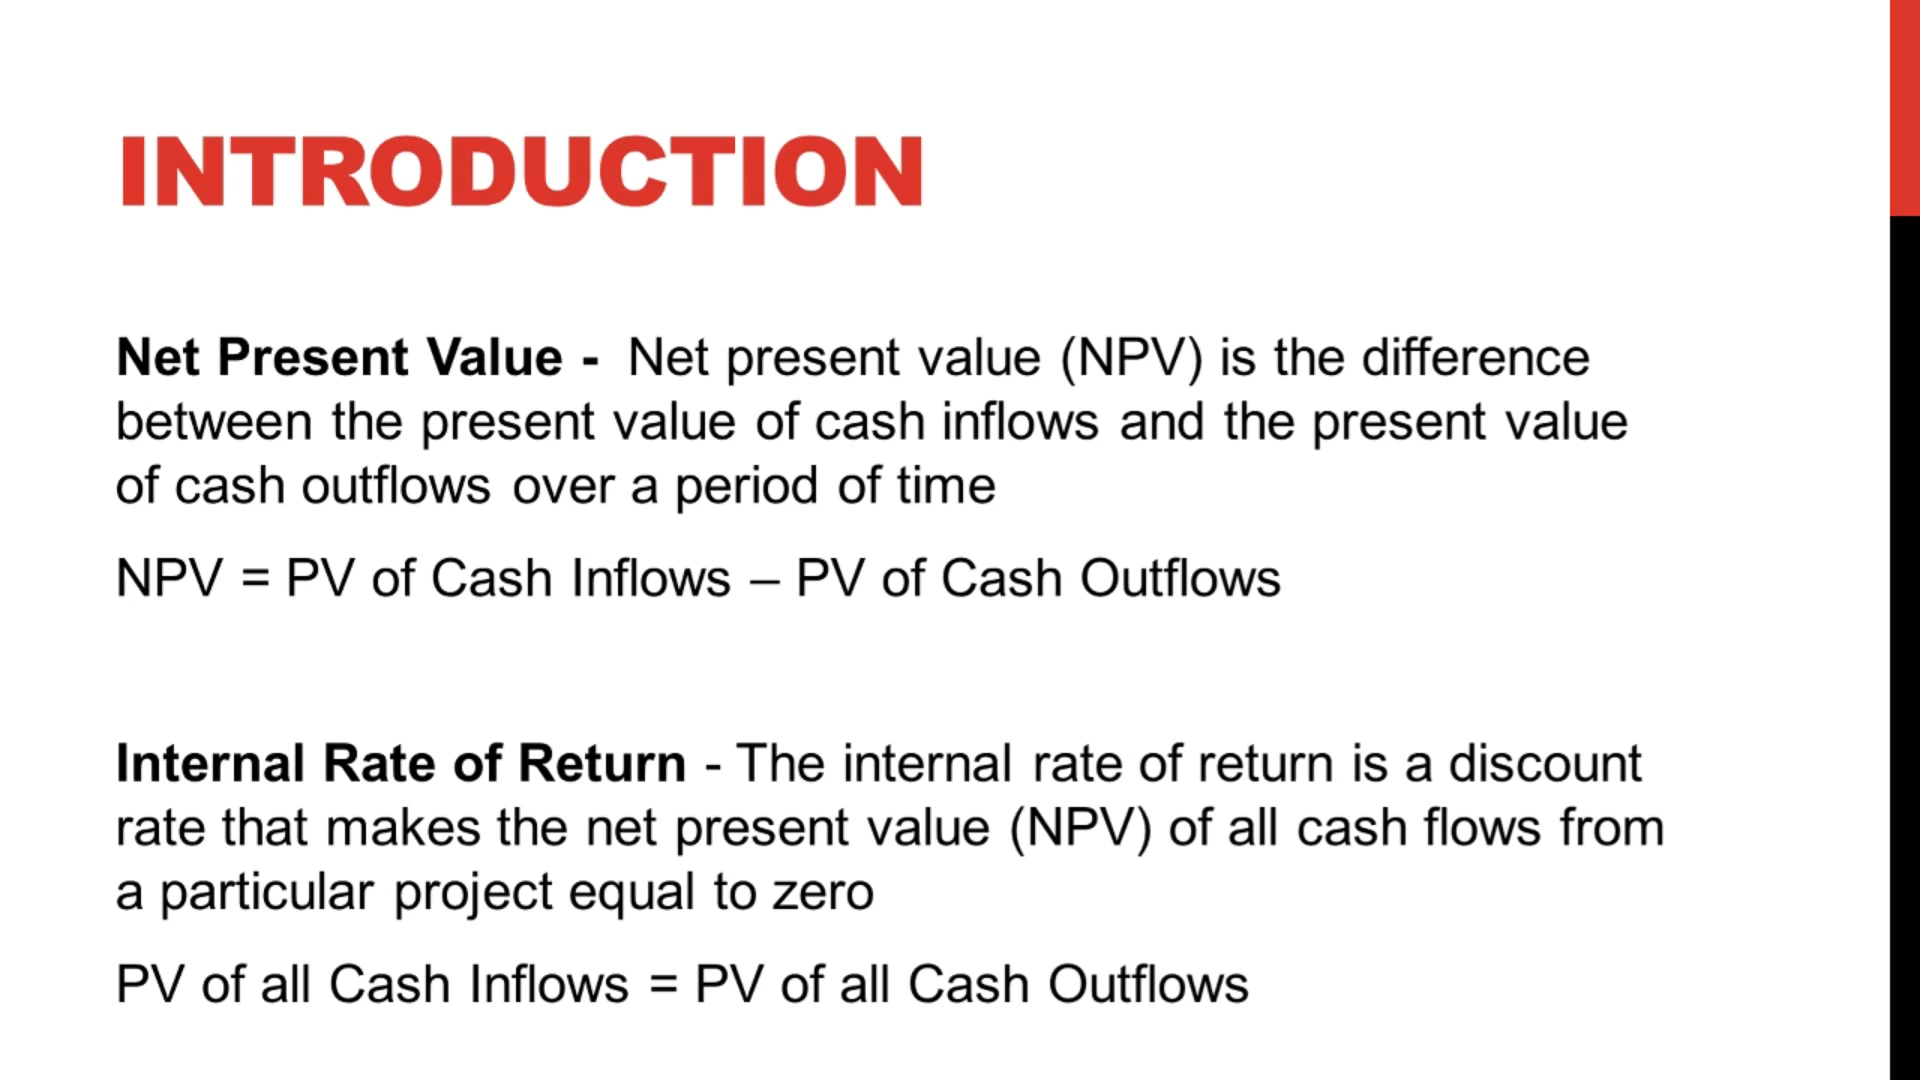 INTRODUCTION
Net Present Value -  Net present value (NPV) is the difference
between the present value of cash inflows and the present value
of cash outflows over a period of time
NPV = PV of Cash Inflows – PV of Cash Outflows
Internal Rate of Return - The internal rate of return is a discount
rate that makes the net present value (NPV) of all cash flows from
a particular project equal to zero
PV of all Cash Inflows = PV of all Cash Outflows